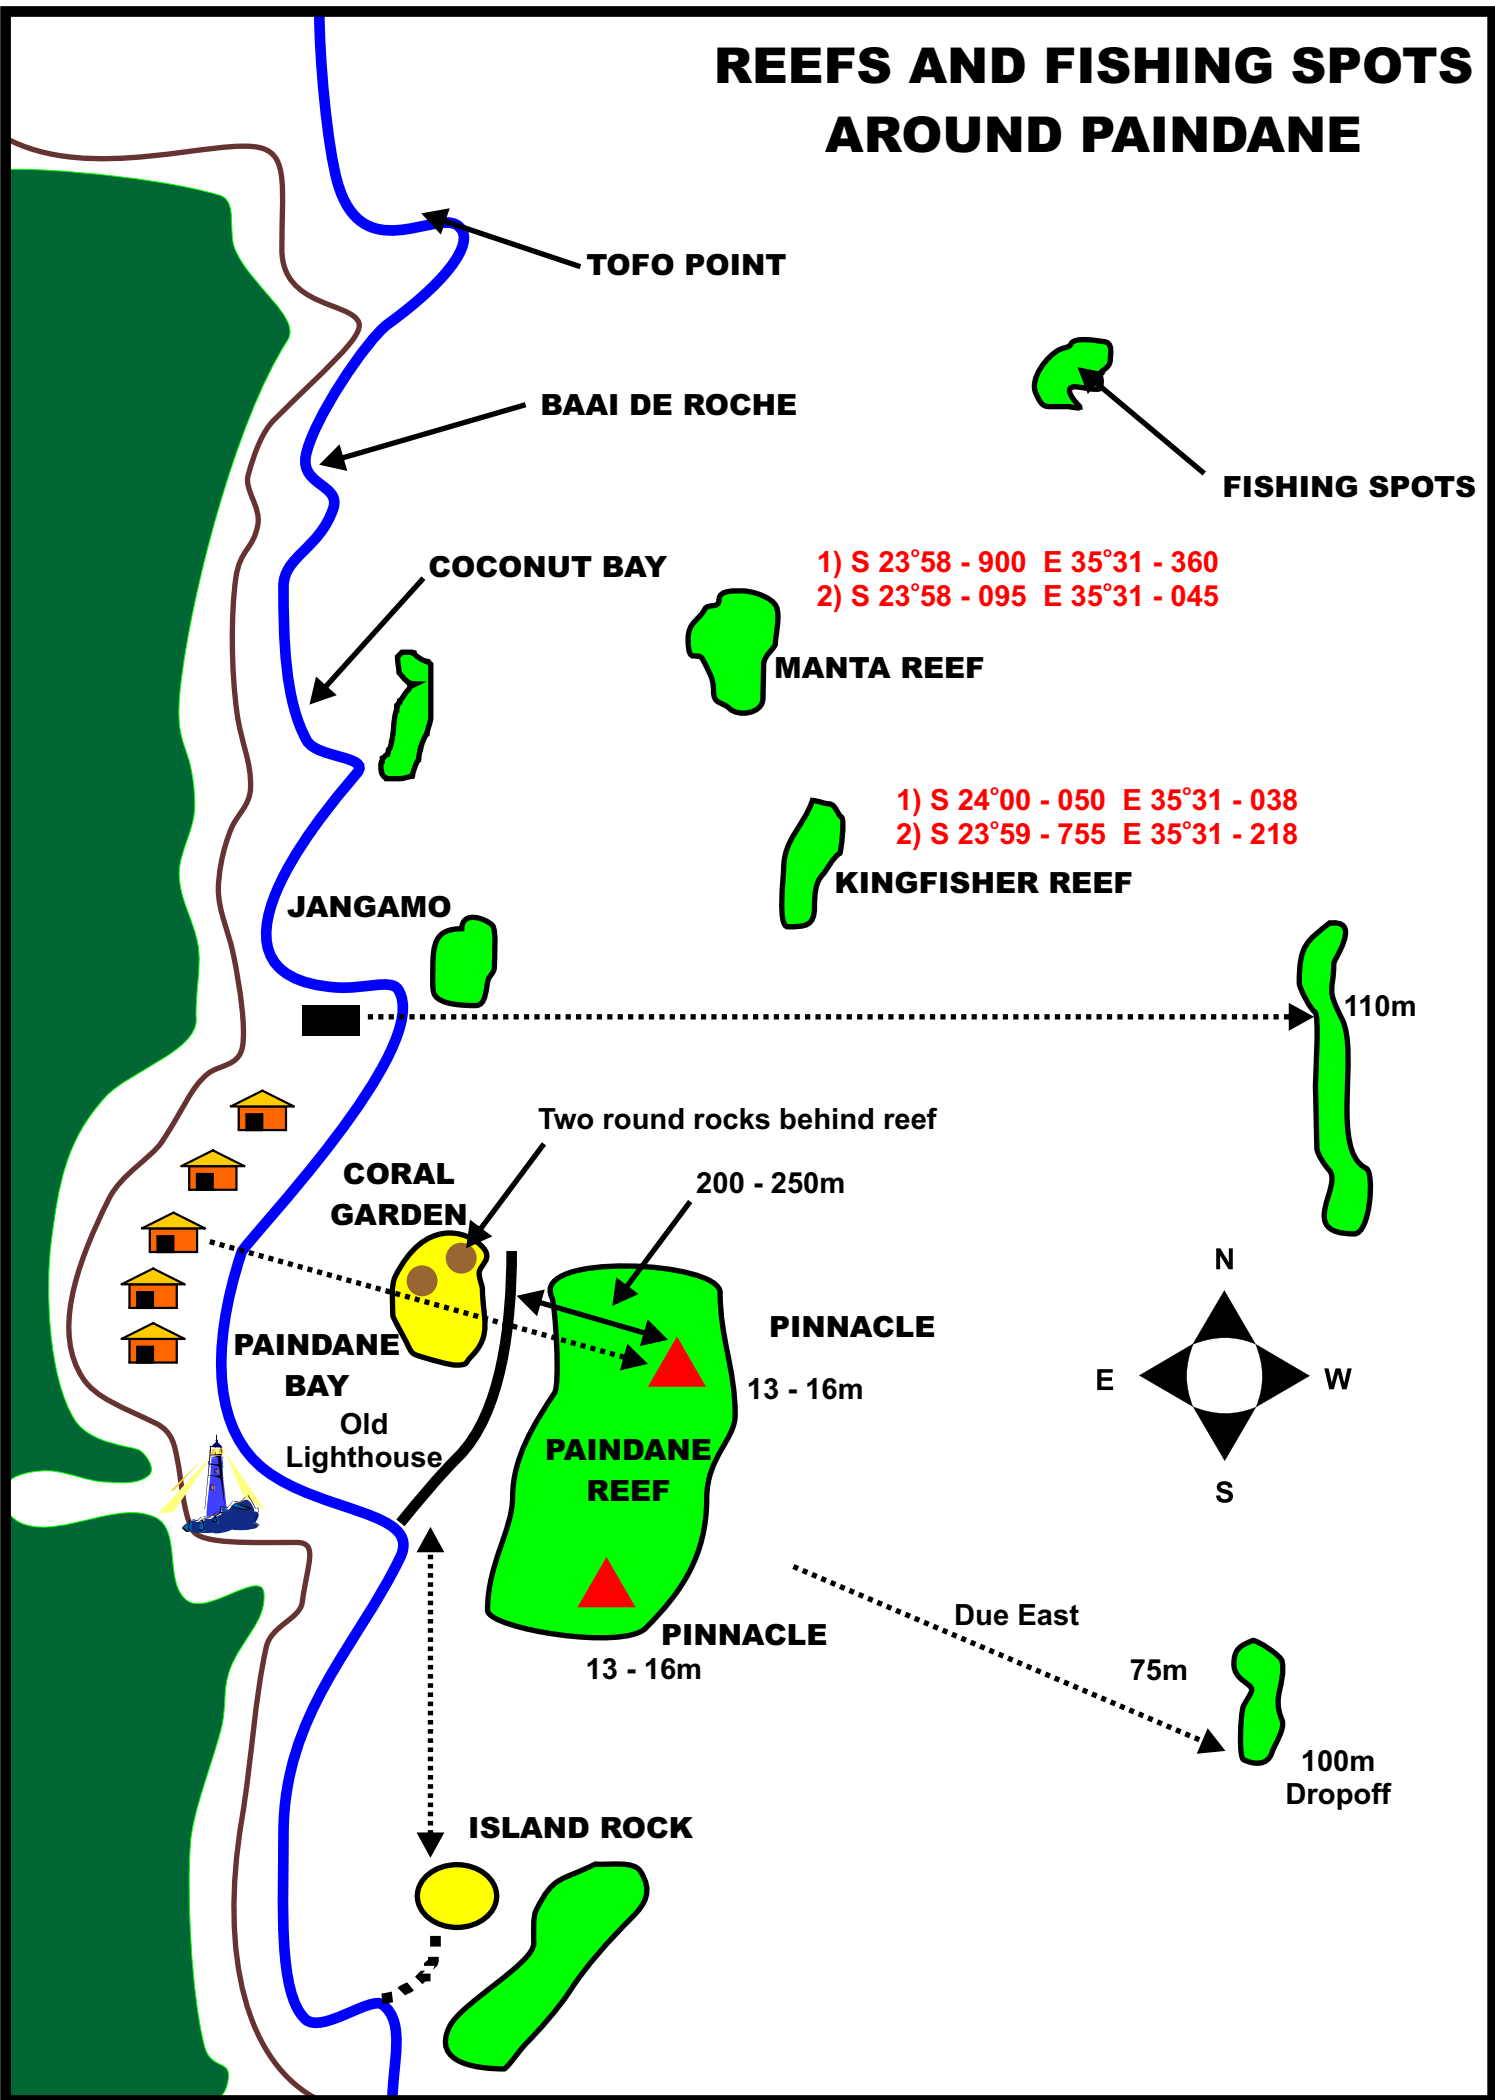 REEFS AND FISHING SPOTS
AROUND PAINDANE
TOFO POINT
BAAI DE ROCHE
FISHING SPOTS
COCONUT BAY
1) S 23°58 - 900 E 35°31 - 360
2) S 23°58 - 095 E 35°31 - 045
MANTA REEF
1) S 24°00 - 050 E 35°31 - 038
2) S 23°59 - 755 E 35°31 - 218
KINGFISHER REEF
JANGAMO
110m
Two round rocks behind reef
CORAL
GARDEN
200 - 250m
N
E
W
S
PINNACLE
13 - 16m
PAINDANE
BAY
Old
Lighthouse
PAINDANE
REEF
PINNACLE
13 - 16m
Due East
75m
100m
Dropoff
ISLAND ROCK